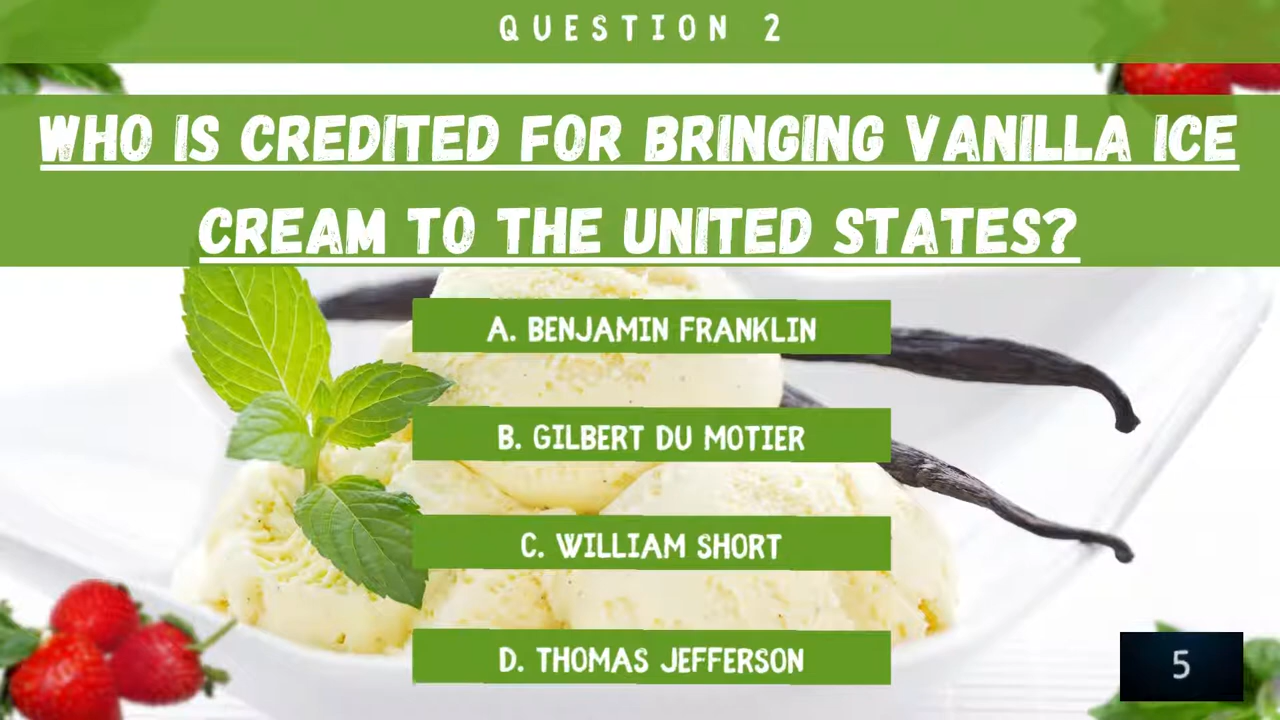 QUESTION 2
WHO IS CREDITED FOR BRINGING VANILLA ICE
CREAM TO THE UNITED STATES?
A. BENJAMIN FRANKLIN
B. GILBERT DU MOTIER
C. WILLIAM SHORT
D. THOMAS JEFFERSON
5